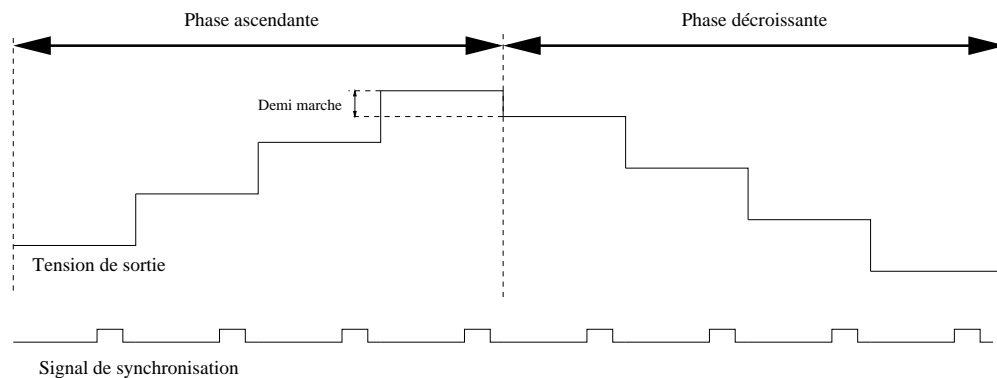 Phase ascendante
Phase décroissante
Demi marche
Tension de sortie
Signal de synchronisation